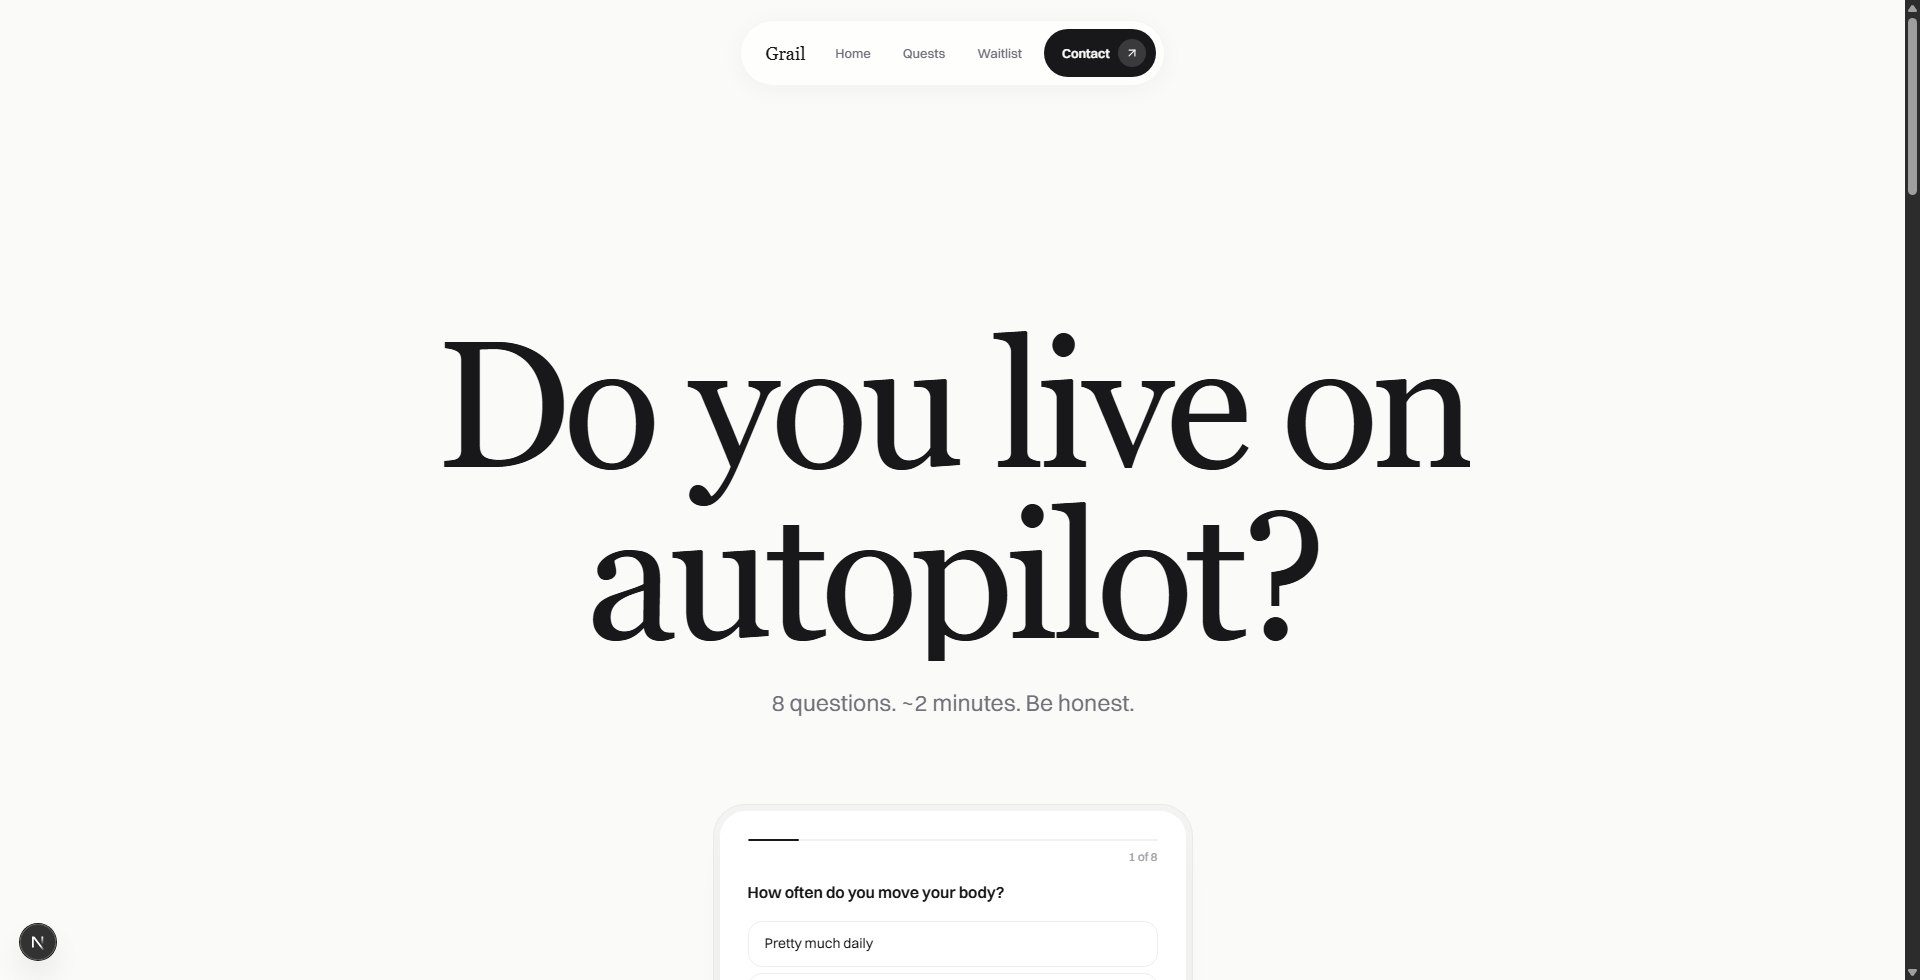 Grail Home Quests Waitlist Contact
Do you live on
autopilot?
8 questions. ~2 minutes. Be honest.
1 of 8
How often do you move your body?
Pretty much daily
N